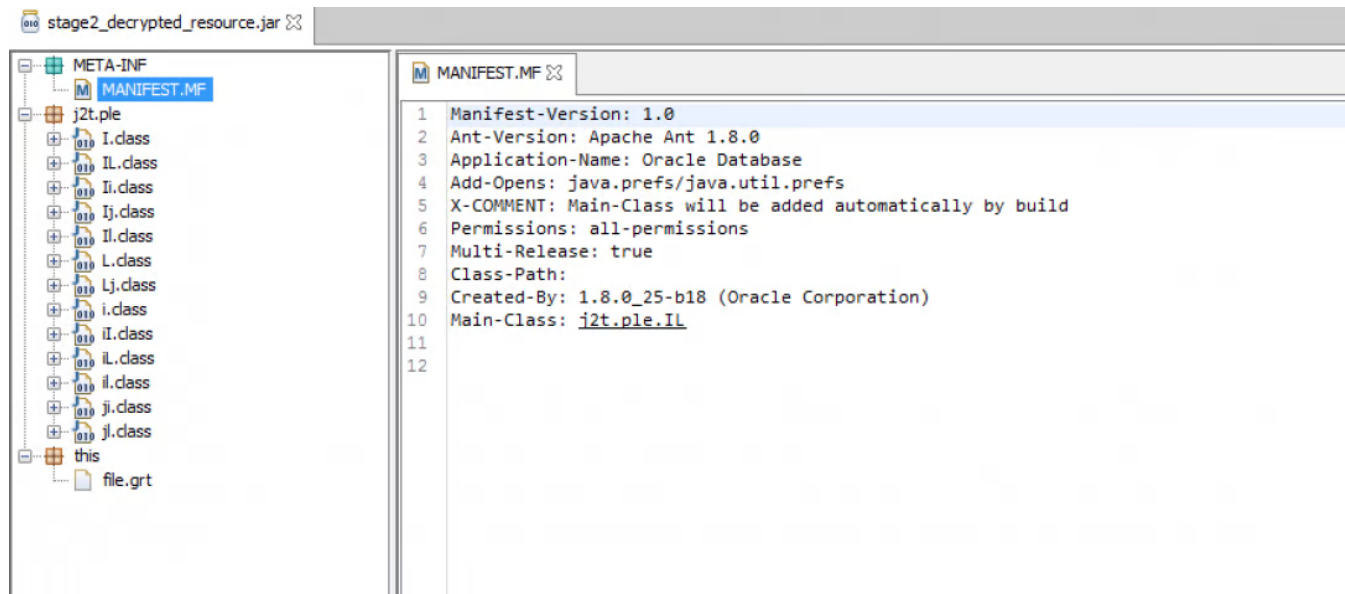 stage2_decrypted_resource.jar
META-INF
MANIFEST.MF
j2t.ple
I.class
IL.class
Ii.class
Ij.class
Il.class
L.class
Lj.class
i.class
iI.class
iL.class
il.class
ji.class
jl.class
this
file.grt
MANIFEST.MF
1 Manifest-Version: 1.0
2 Ant-Version: Apache Ant 1.8.0
3 Application-Name: Oracle Database
4 Add-Opens: java.prefs/java.util.prefs
5 X-COMMENT: Main-Class will be added automatically by build
6 Permissions: all-permissions
7 Multi-Release: true
8 Class-Path:
9 Created-By: 1.8.0_25-b18 (Oracle Corporation)
10 Main-Class: j2t.ple.IL
11
12